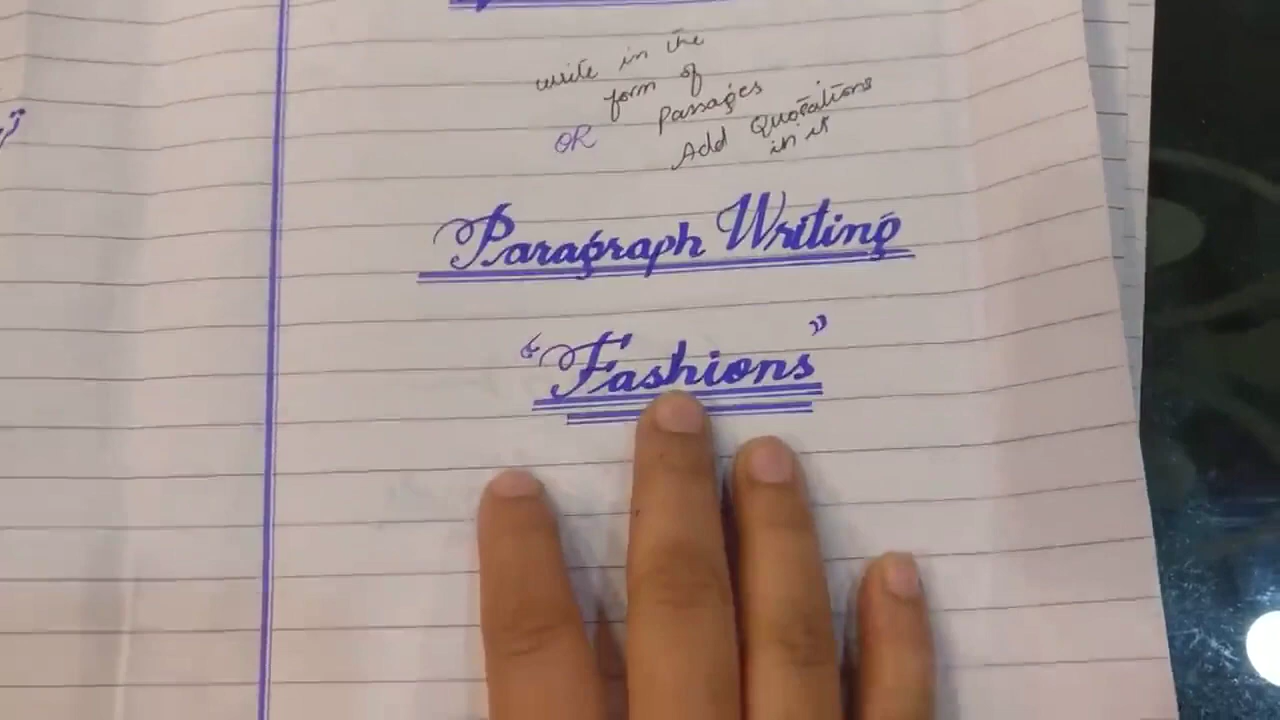 write in the
form of
Passages
OR
Add Quotations
in it
Paragraph Writing
"Fashions"